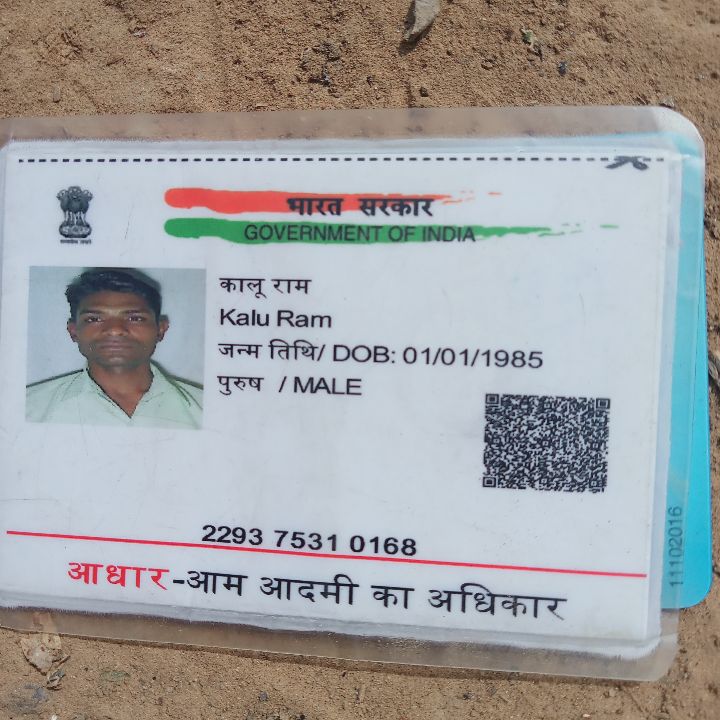 भारत सरकार
GOVERNMENT OF INDIA
कालू राम
Kalu Ram
जन्म तिथि/ DOB: 01/01/1985
पुरुष / MALE
2293 7531 0168
आधार-आम आदमी का अधिकार
11102016